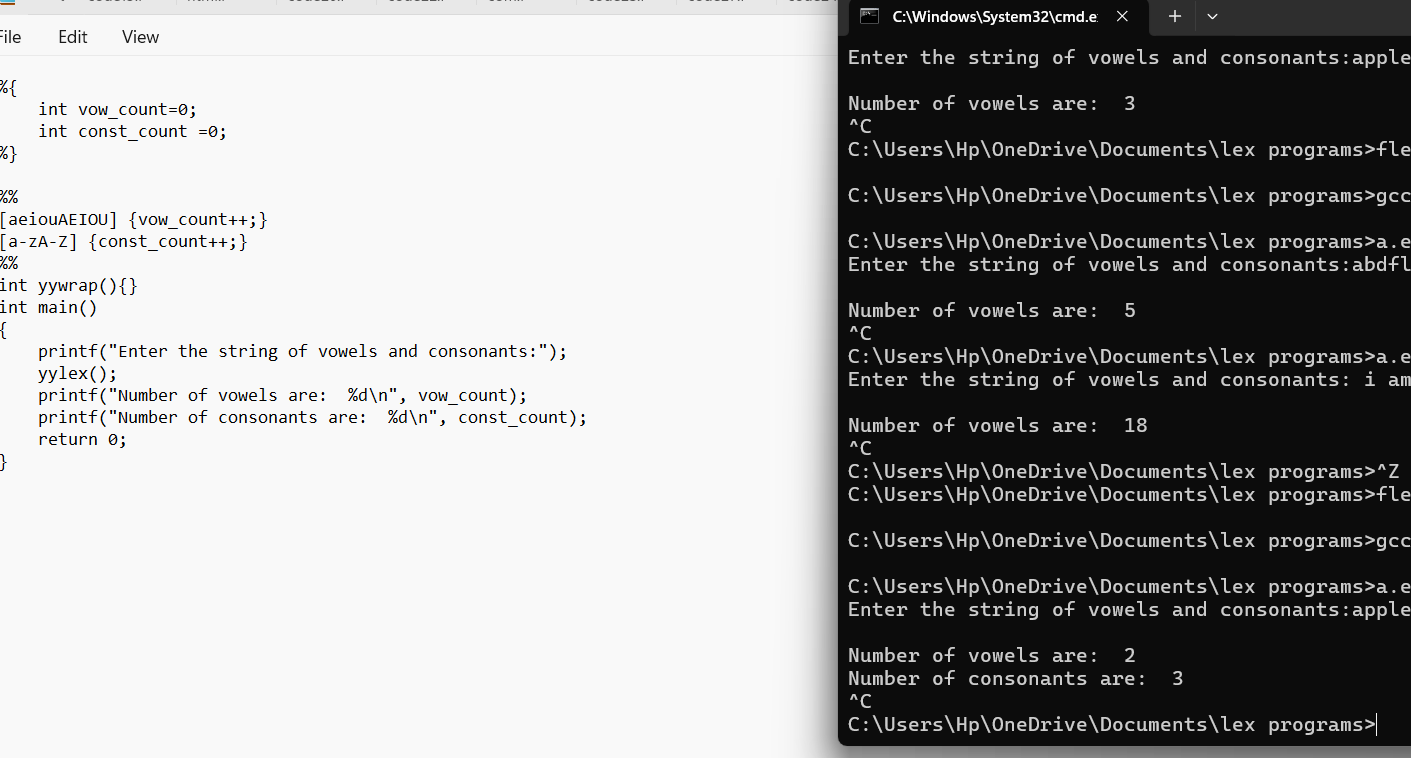 File Edit View
%{
    int vow_count=0;
    int const_count =0;
%}
%%
[aeiouAEIOU] {vow_count++;}
[a-zA-Z] {const_count++;}
%%
int yywrap(){}
int main()
{
    printf("Enter the string of vowels and consonants:");
    yylex();
    printf("Number of vowels are:  %d\n", vow_count);
    printf("Number of consonants are:  %d\n", const_count);
    return 0;
}
C:\Windows\System32\cmd.e
Enter the string of vowels and consonants:apple
Number of vowels are:  3
^C
C:\Users\Hp\OneDrive\Documents\lex programs>fle
C:\Users\Hp\OneDrive\Documents\lex programs>gcc
C:\Users\Hp\OneDrive\Documents\lex programs>a.e
Enter the string of vowels and consonants:abdfl
Number of vowels are:  5
^C
C:\Users\Hp\OneDrive\Documents\lex programs>a.e
Enter the string of vowels and consonants: i am
Number of vowels are:  18
^C
C:\Users\Hp\OneDrive\Documents\lex programs>^Z
C:\Users\Hp\OneDrive\Documents\lex programs>fle
C:\Users\Hp\OneDrive\Documents\lex programs>gcc
C:\Users\Hp\OneDrive\Documents\lex programs>a.e
Enter the string of vowels and consonants:apple
Number of vowels are:  2
Number of consonants are:  3
^C
C:\Users\Hp\OneDrive\Documents\lex programs>